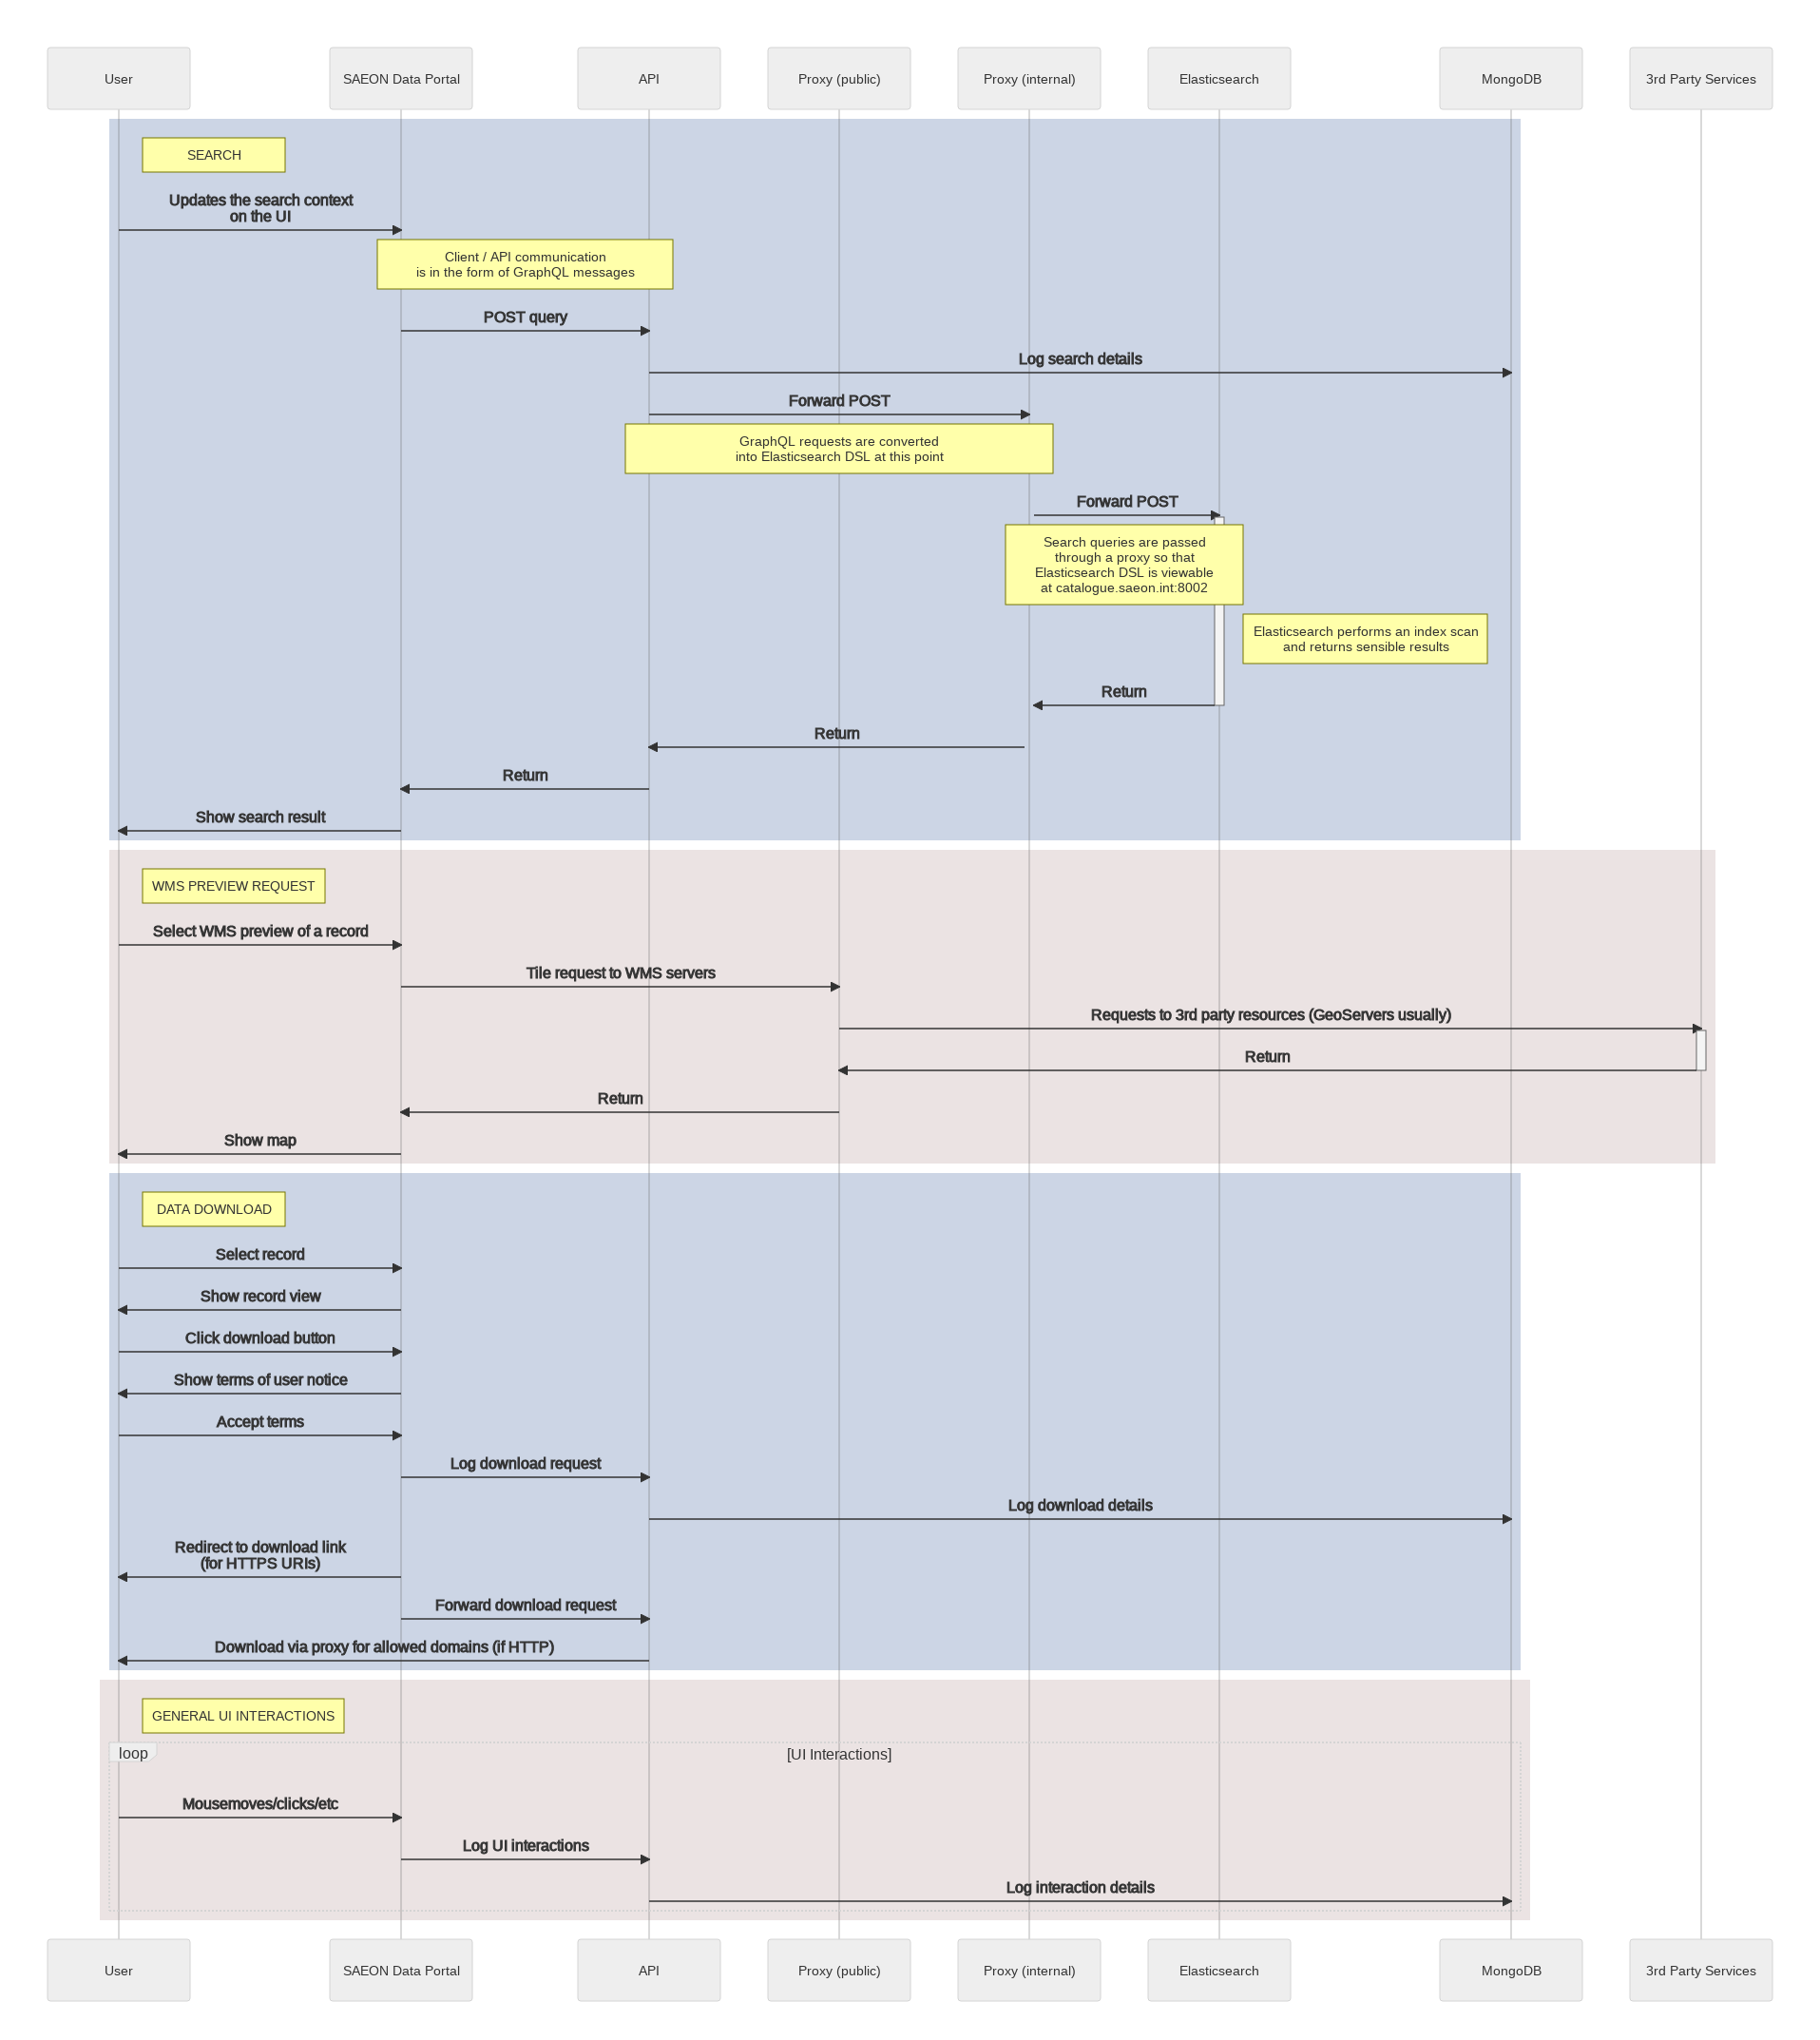 User
SAEON Data Portal
API
Proxy (public)
Proxy (internal)
Elasticsearch
MongoDB
3rd Party Services
SEARCH
Updates the search context
on the UI
Client / API communication
is in the form of GraphQL messages
POST query
Log search details
Forward POST
GraphQL requests are converted
into Elasticsearch DSL at this point
Forward POST
Search queries are passed
through a proxy so that
Elasticsearch DSL is viewable
at catalogue.saeon.int:8002
Elasticsearch performs an index scan
and returns sensible results
Return
Return
Return
Show search result
WMS PREVIEW REQUEST
Select WMS preview of a record
Tile request to WMS servers
Requests to 3rd party resources (GeoServers usually)
Return
Return
Show map
DATA DOWNLOAD
Select record
Show record view
Click download button
Show terms of user notice
Accept terms
Log download request
Log download details
Redirect to download link
(for HTTPS URIs)
Forward download request
Download via proxy for allowed domains (if HTTP)
GENERAL UI INTERACTIONS
loop
[UI Interactions]
Mousemoves/clicks/etc
Log UI interactions
Log interaction details
User
SAEON Data Portal
API
Proxy (public)
Proxy (internal)
Elasticsearch
MongoDB
3rd Party Services